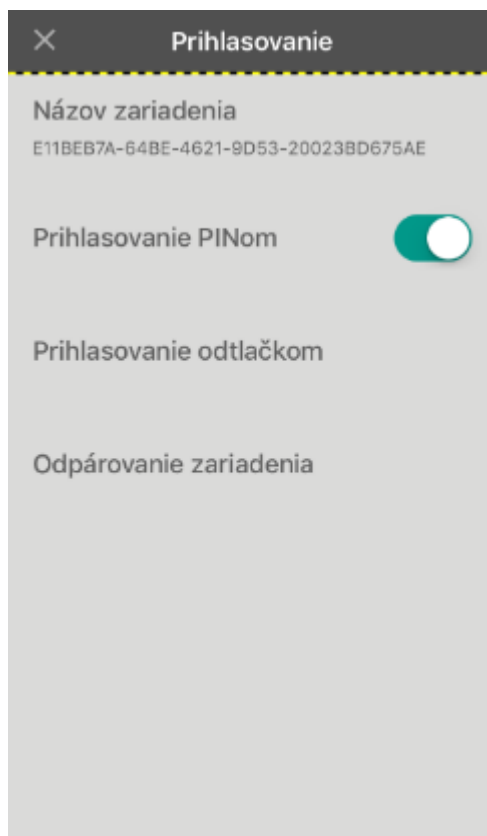 Prihlasovanie
Názov zariadenia
E11BEB7A-64BE-4621-9D53-20023BD675AE
Prihlasovanie PINom
Prihlasovanie odtlačkom
Odpárovanie zariadenia